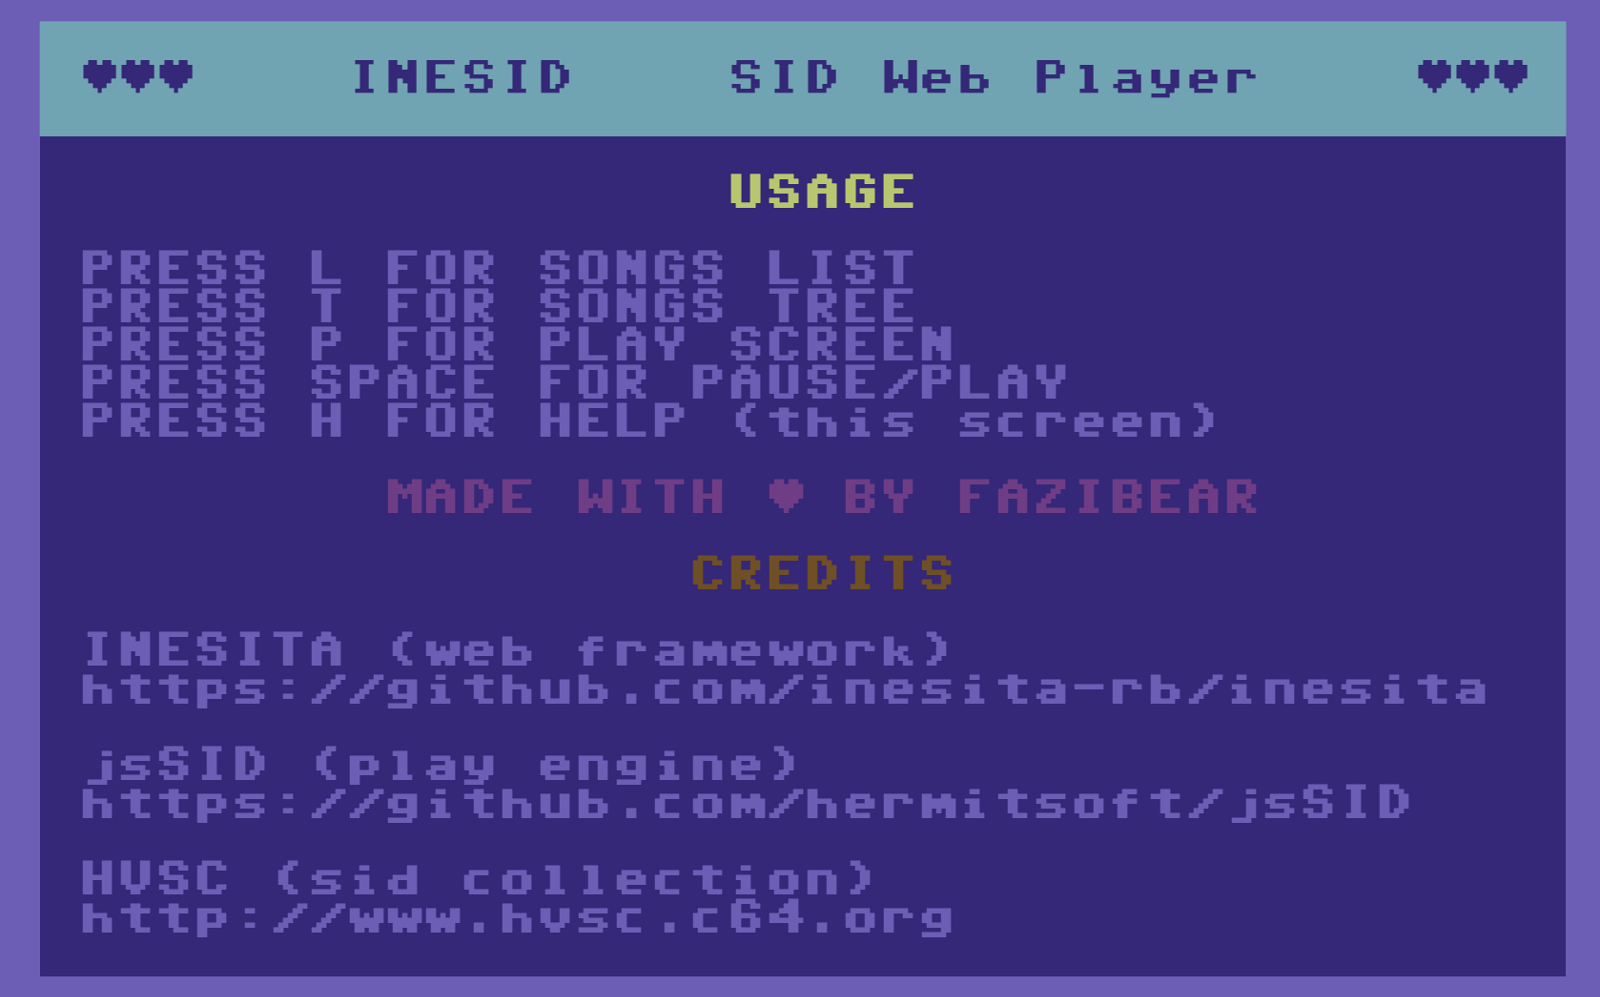 ♥♥♥ INESID SID Web Player ♥♥♥
USAGE
PRESS L FOR SONGS LIST
PRESS T FOR SONGS TREE
PRESS P FOR PLAY SCREEN
PRESS SPACE FOR PAUSE/PLAY
PRESS H FOR HELP (this screen)
MADE WITH ♥ BY FAZIBEAR
CREDITS
INESITA (web framework)
https://github.com/inesita-rb/inesita
jsSID (play engine)
https://github.com/hermitsoft/jsSID
HVSC (sid collection)
http://www.hvsc.c64.org